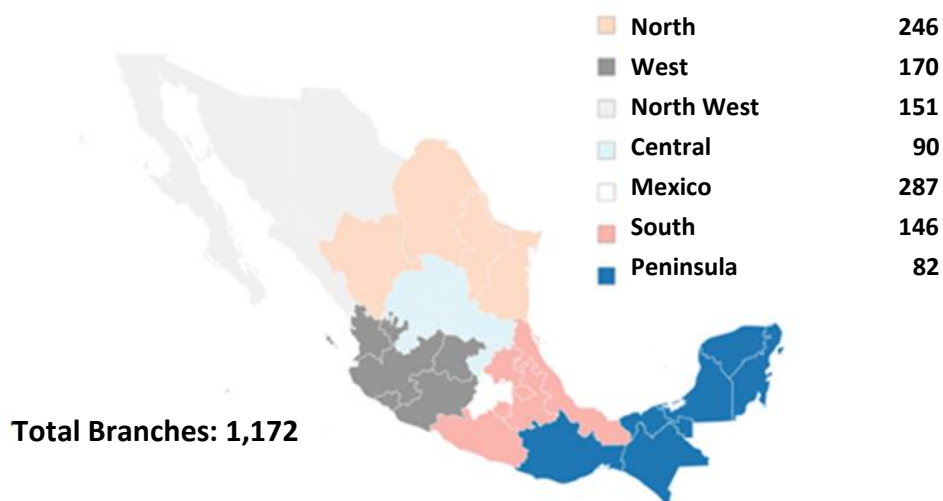 North 246
West 170
North West 151
Central 90
Mexico 287
South 146
Peninsula 82
Total Branches: 1,172